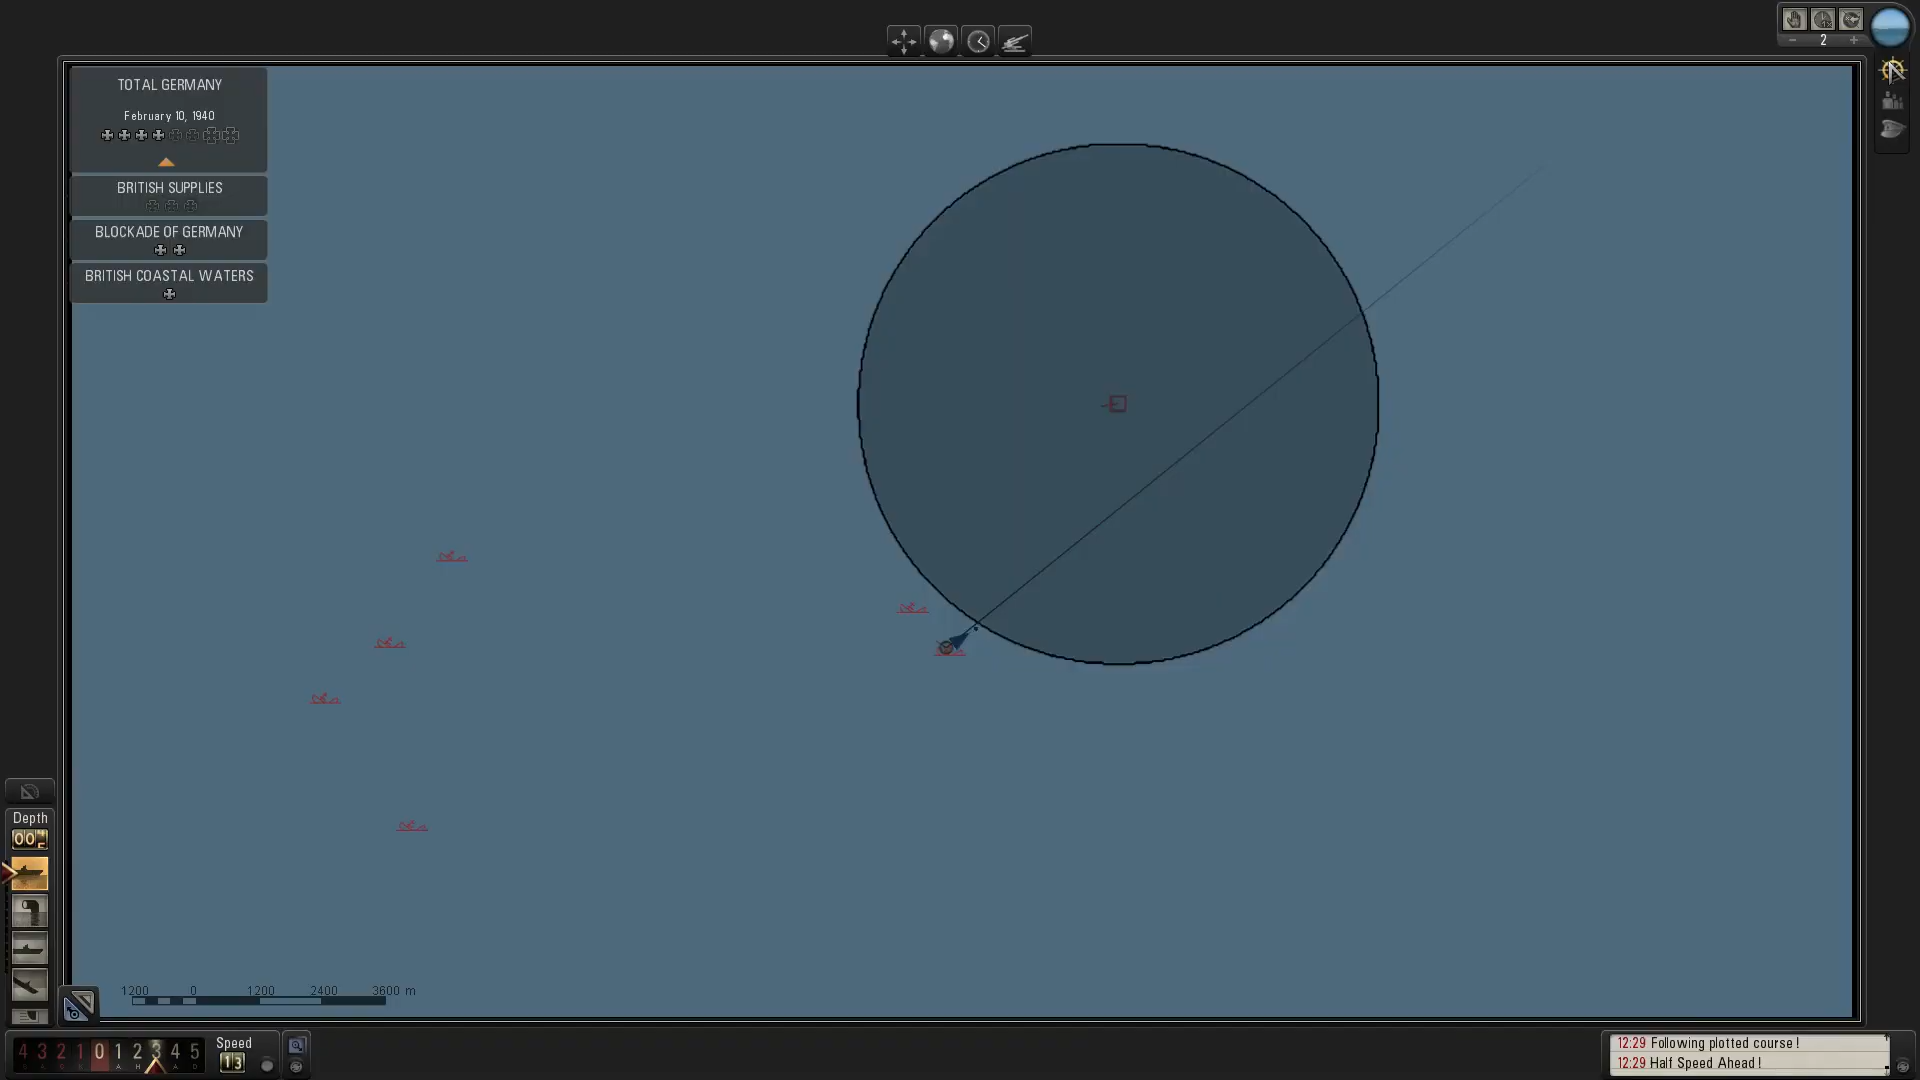 2
TOTAL GERMANY
February 10, 1940
BRITISH SUPPLIES
BLOCKADE OF GERMANY
BRITISH COASTAL WATERS
Depth
1200 0 1200 2400 3600 m
4 3 2 1 0 1 2 3 4 5
Speed
13
12:29 Following plotted course !
12:29 Half Speed Ahead !